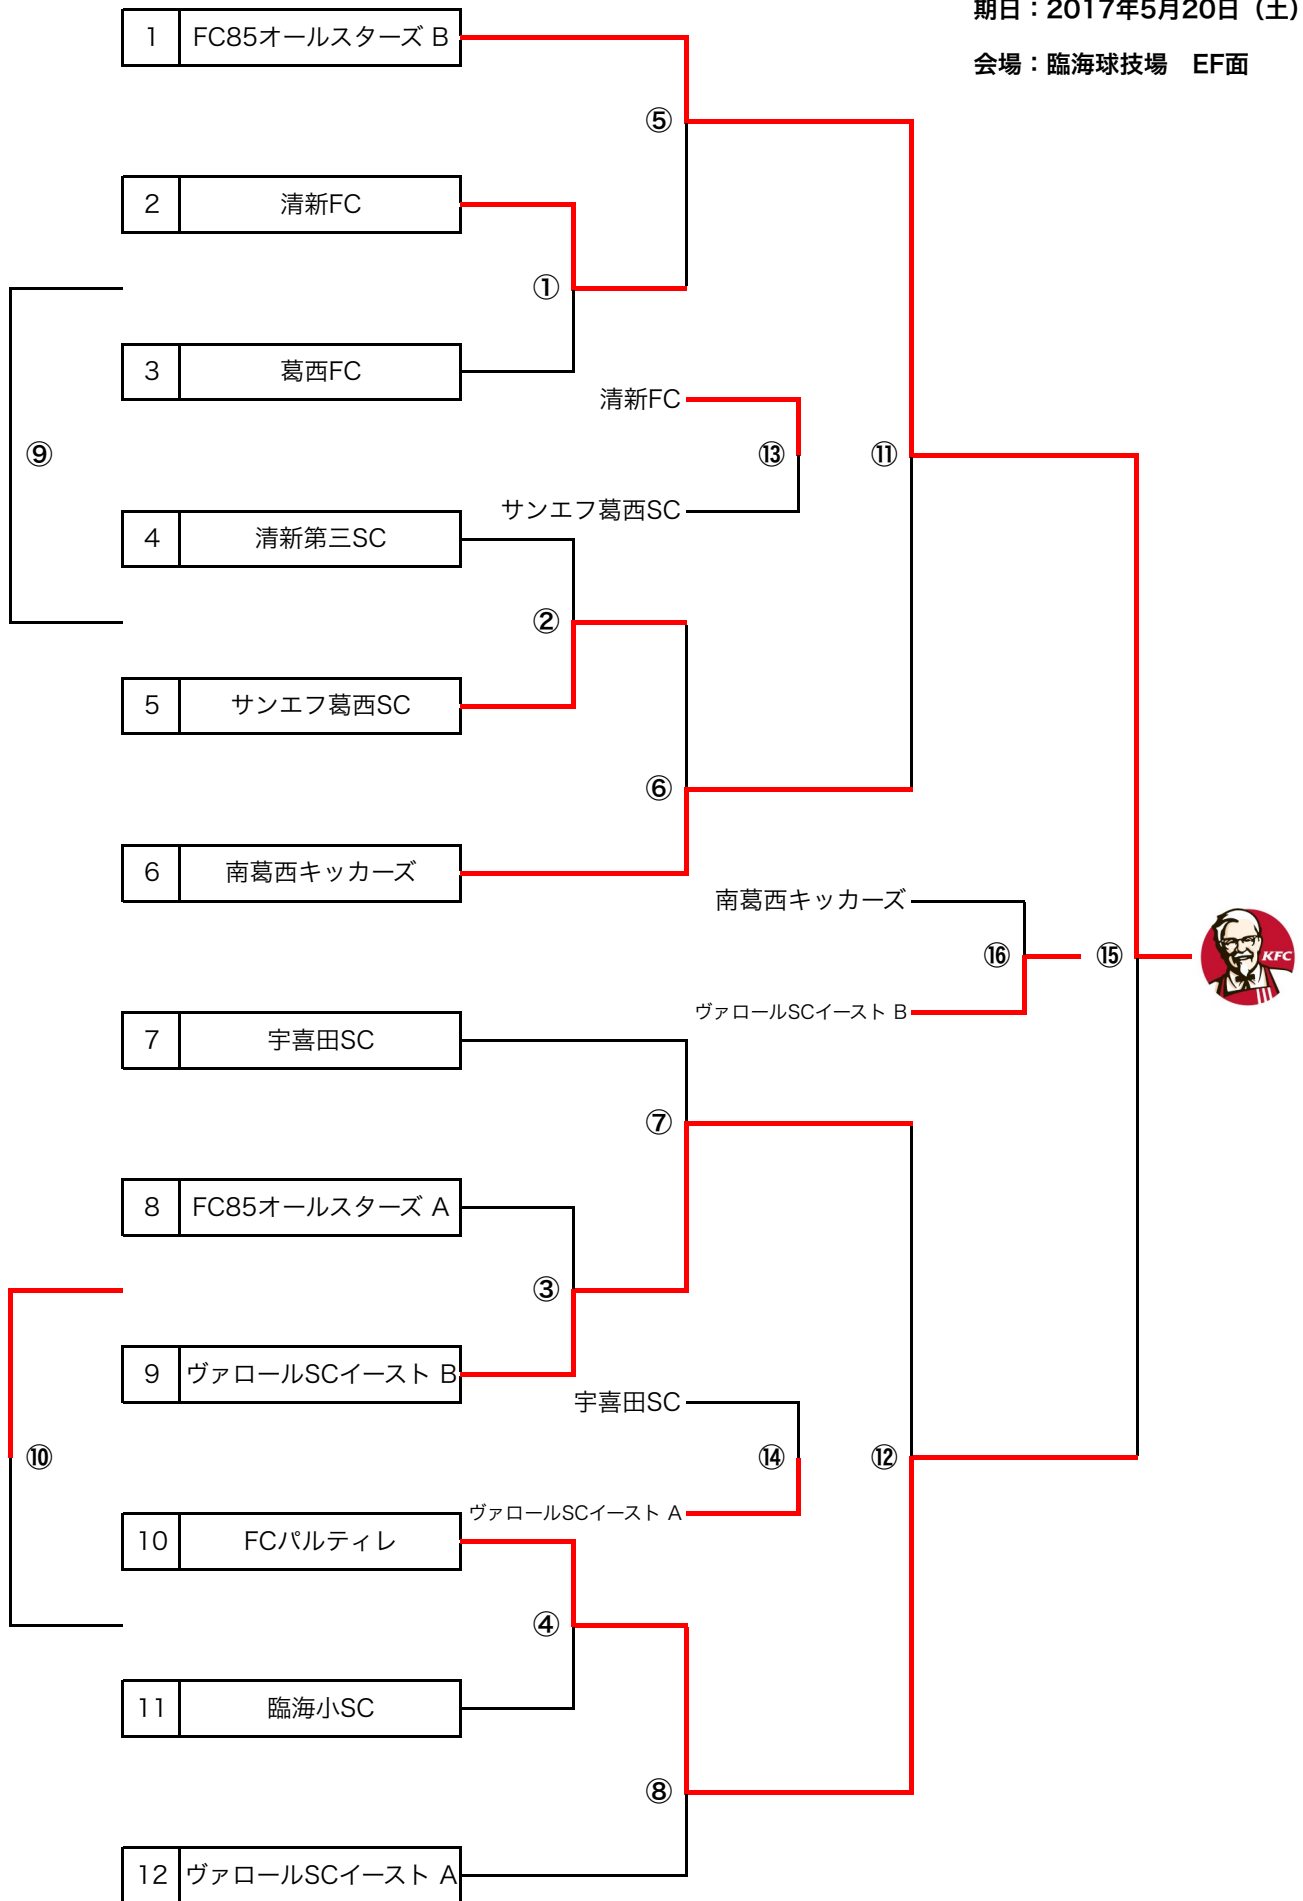 期日：2017年5月20日（土）
会場：臨海球技場　EF面
1 FC85オールスターズ B
⑤
2 清新FC
①
3 葛西FC
清新FC
⑨
⑬
⑪
サンエフ葛西SC
4 清新第三SC
②
5 サンエフ葛西SC
⑥
6 南葛西キッカーズ
南葛西キッカーズ
⑯
⑮
KFC
ヴァロールSCイースト B
7 宇喜田SC
⑦
8 FC85オールスターズ A
③
9 ヴァロールSCイースト B
宇喜田SC
⑩
⑭
⑫
ヴァロールSCイースト A
10 FCパルティレ
④
11 臨海小SC
⑧
12 ヴァロールSCイースト A